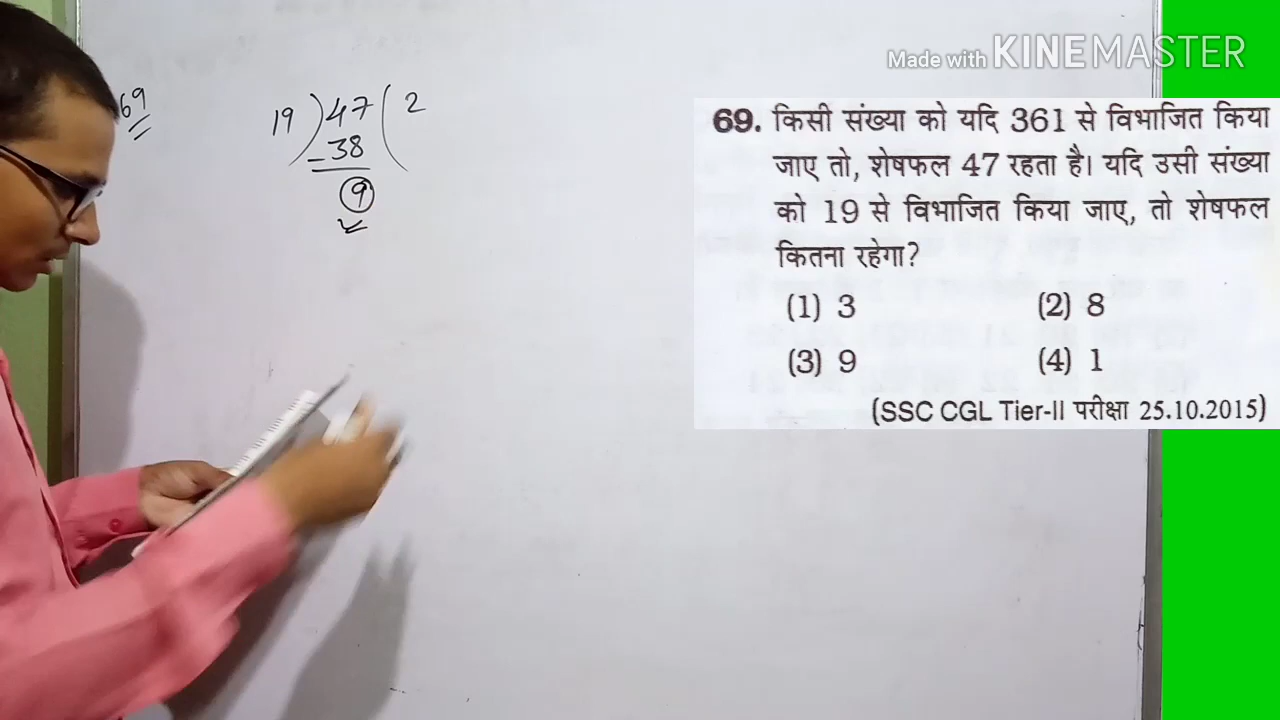 Made with KINEMASTER
69
19 ) 47 ( 2
- 38
9
69. किसी संख्या को यदि 361 से विभाजित किया
जाए तो, शेषफल 47 रहता है। यदि उसी संख्या
को 19 से विभाजित किया जाए, तो शेषफल
कितना रहेगा?
(1) 3 (2) 8
(3) 9 (4) 1
(SSC CGL Tier-II परीक्षा 25.10.2015)